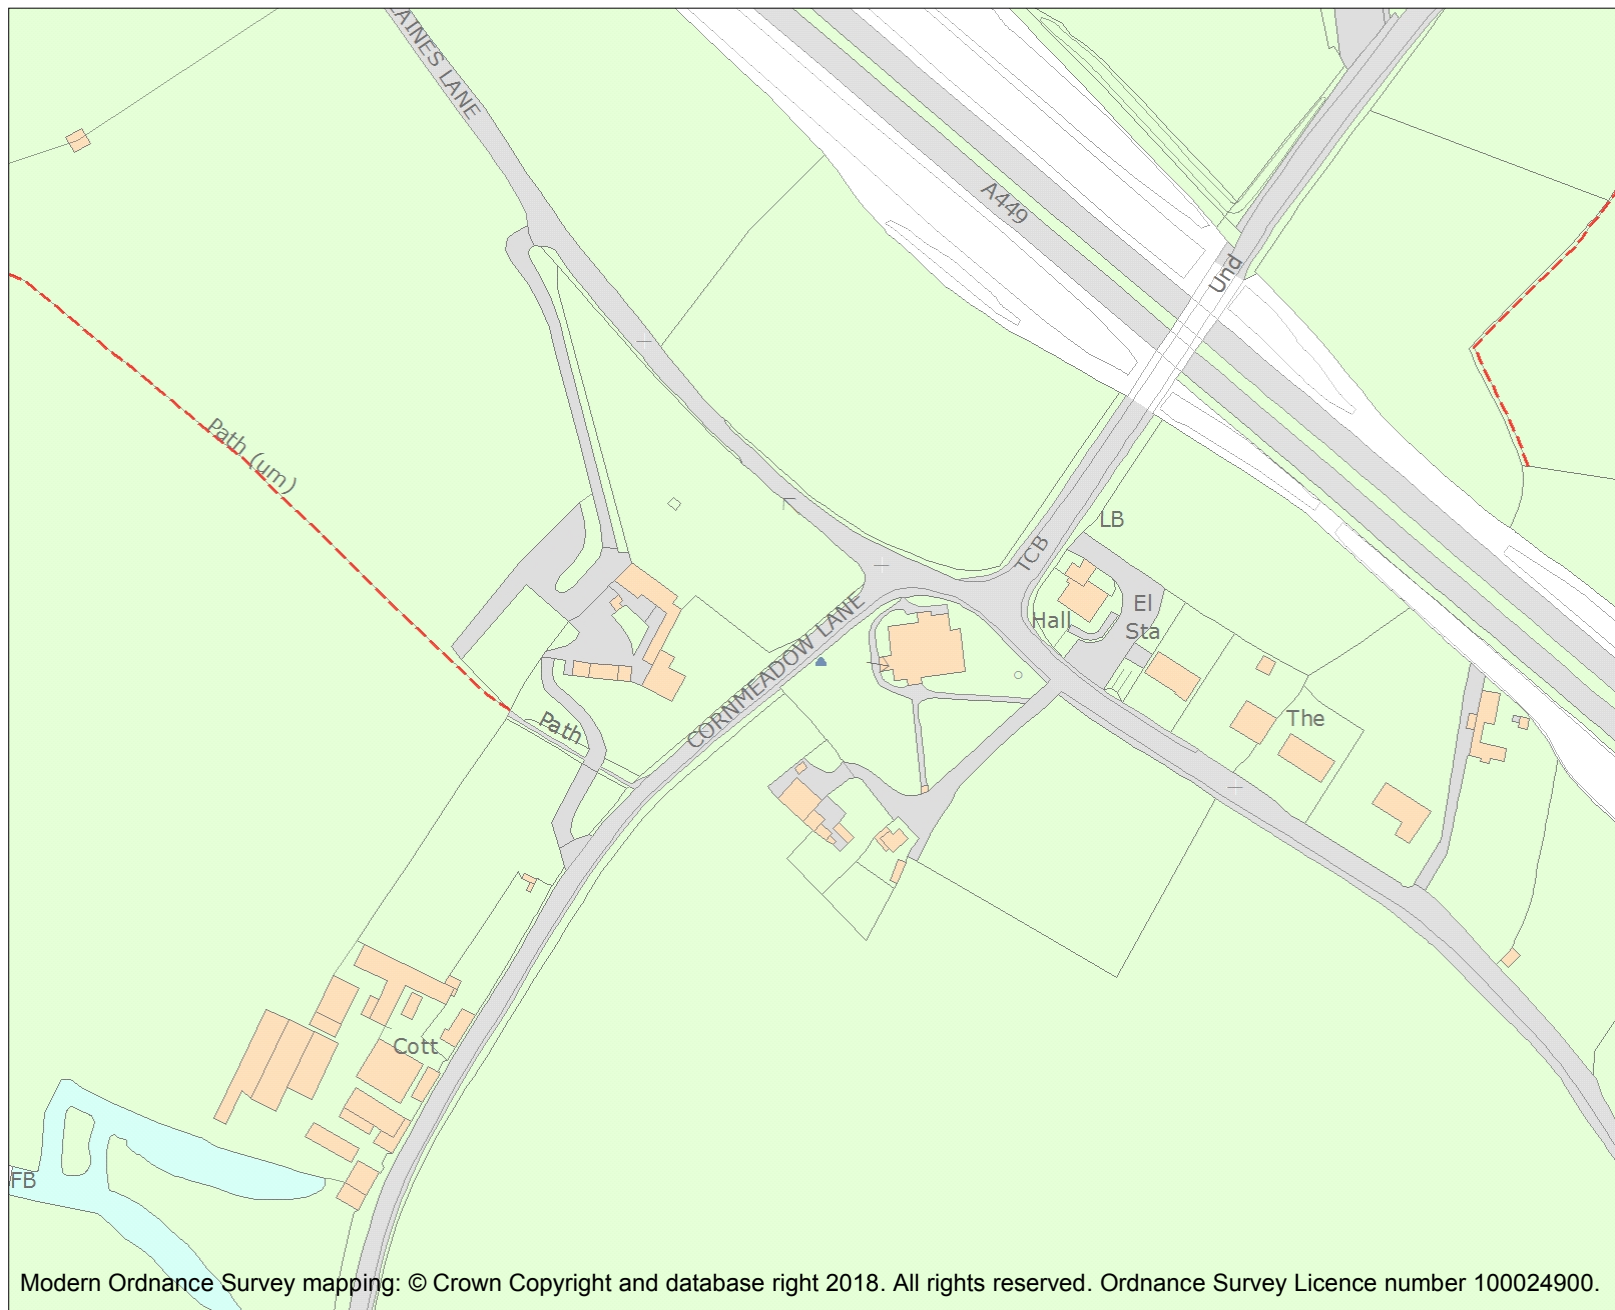 LAINES LANE
A449
Und
Path (um)
LB
TCB
El
Sta
Hall
CORNMEADOW LANE
The
Path
Cott
FB
Modern Ordnance Survey mapping: © Crown Copyright and database right 2018. All rights reserved. Ordnance Survey Licence number 100024900.